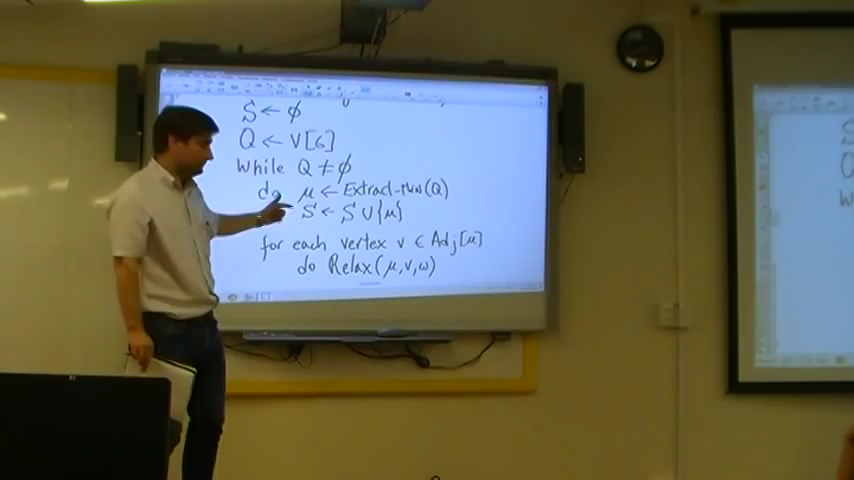 S ← ϕ
Q ← V[G]
While Q ≠ ϕ
do μ ← Extract-Min(Q)
S ← S ∪ {μ}
for each vertex v ∈ Adj[μ]
do Relax(μ,v,ω)
S
Q
W